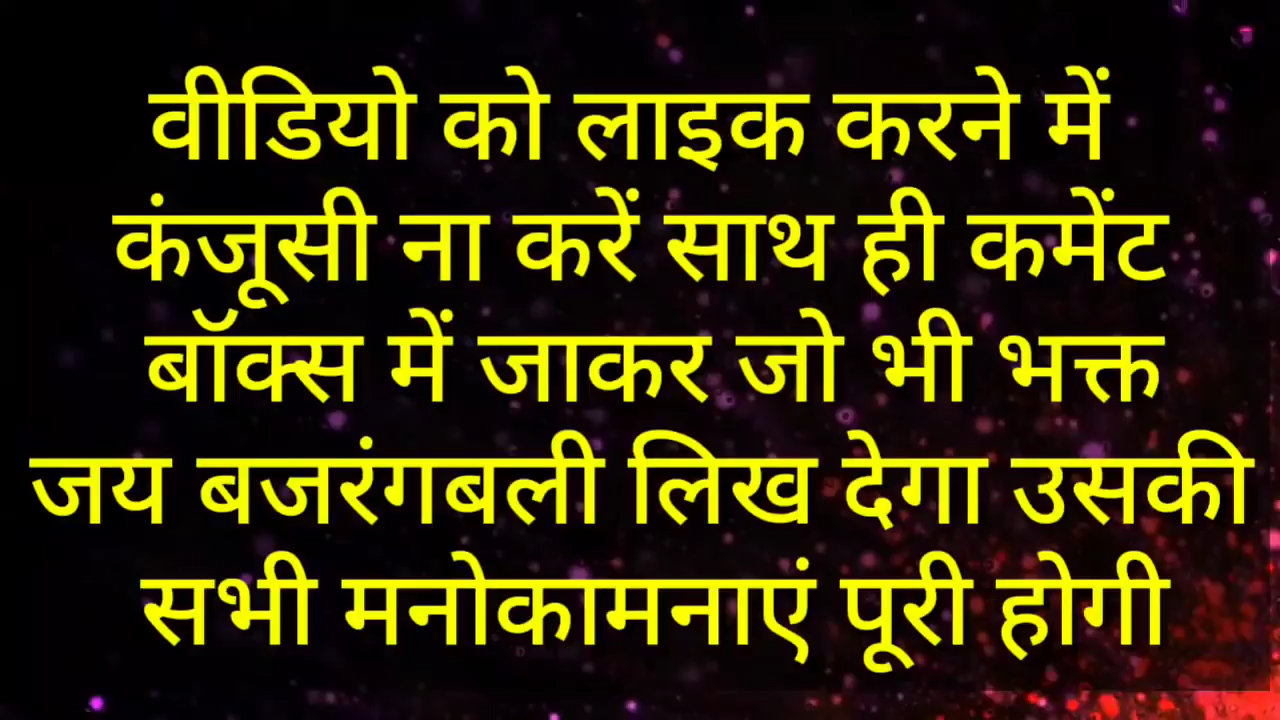 वीडियो को लाइक करने में
कंजूसी ना करें साथ ही कमेंट
बॉक्स में जाकर जो भी भक्त
जय बजरंगबली लिख देगा उसकी
सभी मनोकामनाएं पूरी होगी